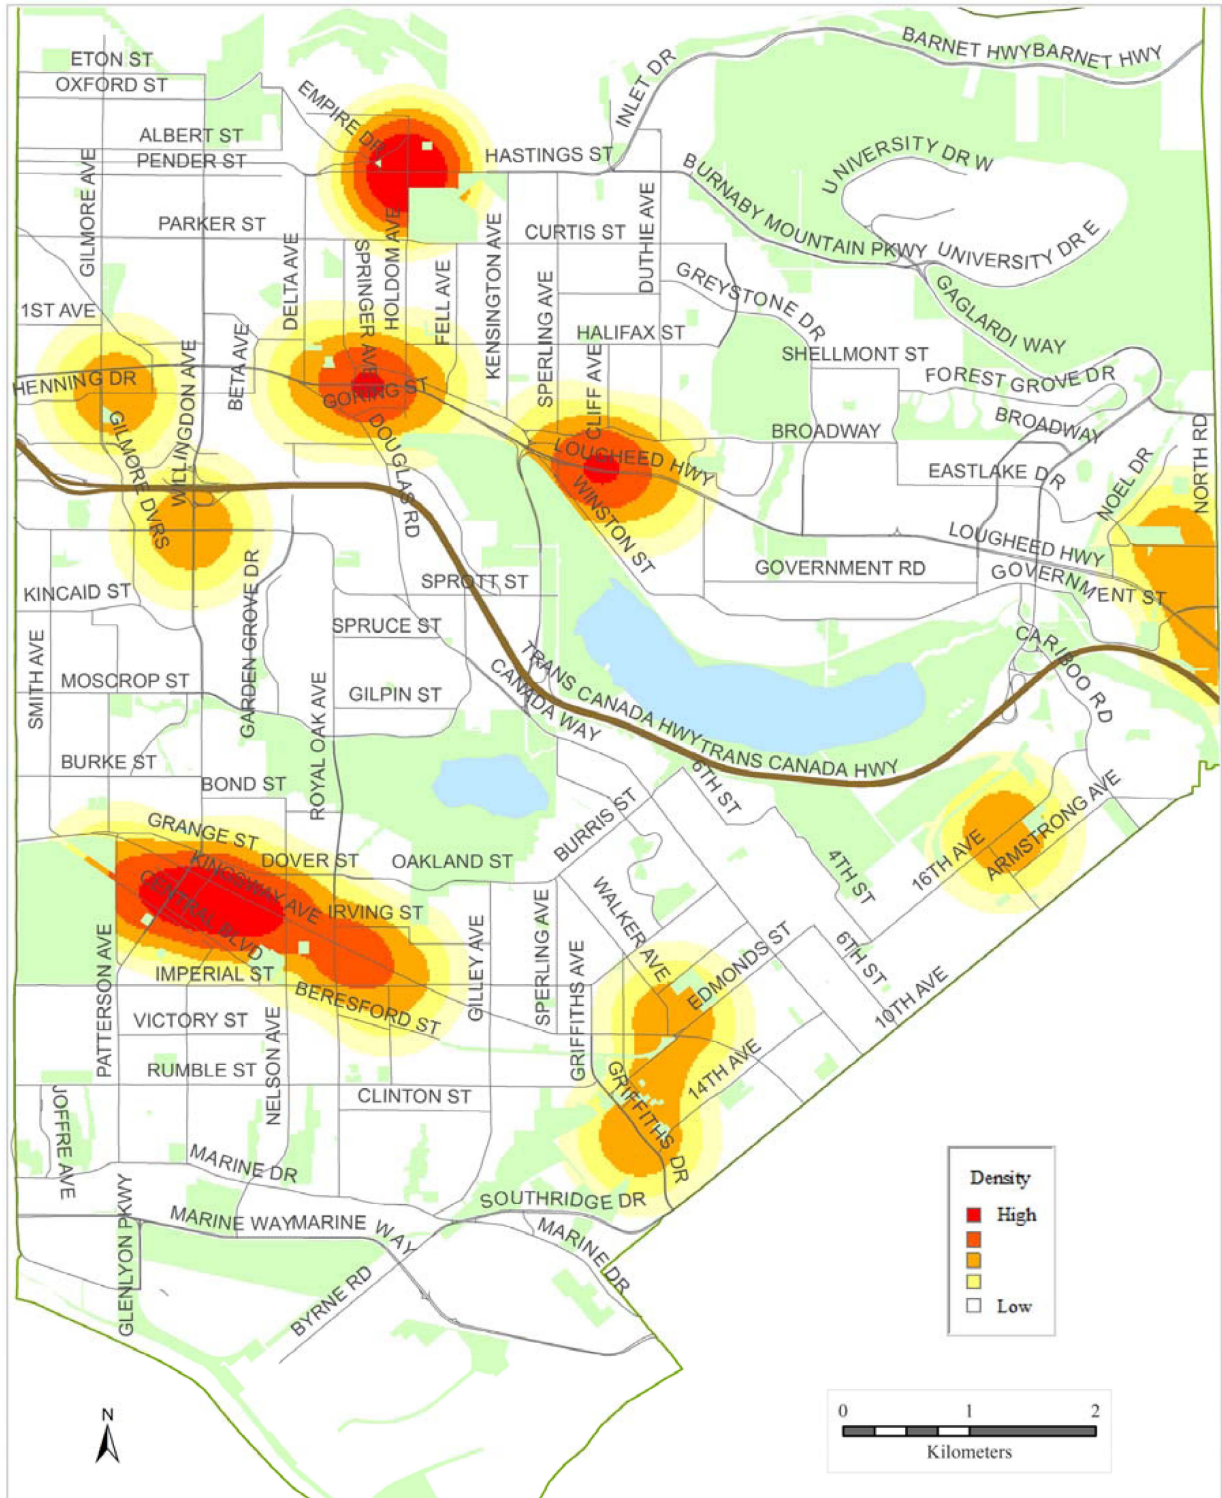 BARNET HWY
BARNET HWY
ETON ST
OXFORD ST
EMPIRE DR
INLET DR
ALBERT ST
PENDER ST
HASTINGS ST
UNIVERSITY DR W
GILMORE AVE
BURNABY MOUNTAIN PKWY
PARKER ST
CURTIS ST
DUTHIE AVE
UNIVERSITY DR E
DELTA AVE
SPRINGER AVE
HOLDOM AVE
FELL AVE
KENSINGTON AVE
SPERLING AVE
GREYSTONE DR
GAGLARDI WAY
1ST AVE
HALIFAX ST
SHELLMONT ST
BETA AVE
WILLINGDON AVE
CLIFF AVE
HENNING DR
GORING ST
FOREST GROVE DR
BROADWAY
BROADWAY
DOUGLAS RD
LOUGHEED HWY
GILMORE DVRS
EASTLAKE DR
NOEL DR
NORTH RD
WINSTON ST
LOUGHEED HWY
KINCAID ST
GARDEN GROVE DR
SPROTT ST
GOVERNMENT RD
GOVERNMENT ST
SPRUCE ST
SMITH AVE
MOSCROP ST
GILPIN ST
TRANS CANADA HWY
TRANS CANADA HWY
CANADA WAY
CARIBOO RD
BURKE ST
BOND ST
ROYAL OAK AVE
6TH ST
BURRIS ST
GRANGE ST
DOVER ST
OAKLAND ST
4TH ST
16TH AVE
ARMSTRONG AVE
KINGSWAY AVE
CENTRAL BLVD
IRVING ST
WALKER AVE
EDMONDS ST
6TH ST
10TH AVE
PATTERSON AVE
IMPERIAL ST
BERESFORD ST
GILLEY AVE
SPERLING AVE
GRIFFITHS AVE
VICTORY ST
NELSON AVE
RUMBLE ST
CLINTON ST
GRIFFITHS DR
14TH AVE
JOFFRE AVE
MARINE DR
SOUTHRIDGE DR
GLENLYON PKWY
MARINE WAY
MARINE WAY
MARINE DR
BYRNE RD
Density
High
Low
N
0 1 2
Kilometers